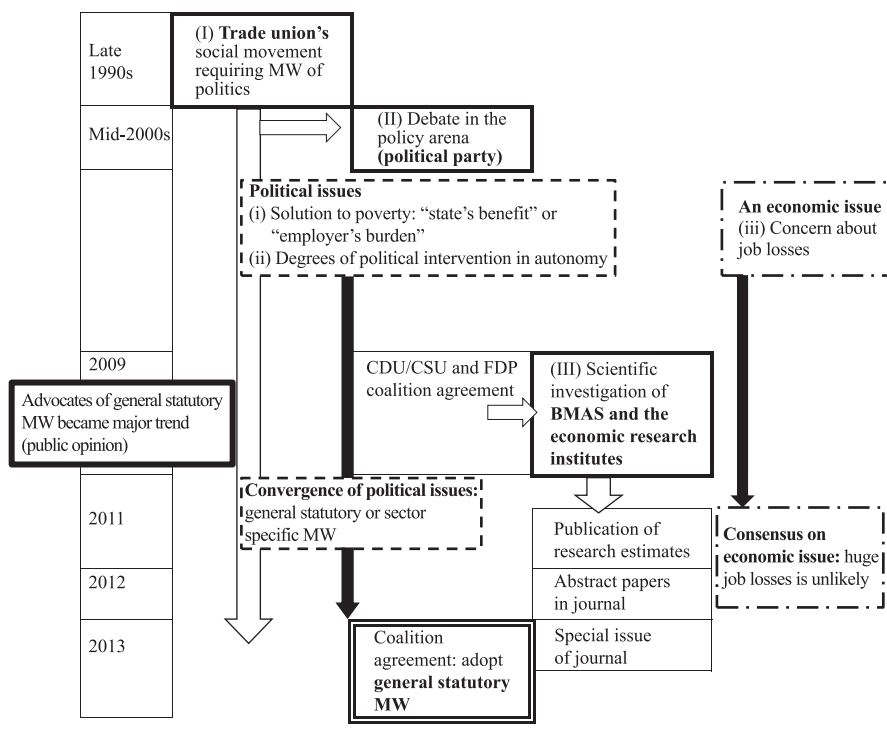 Late
1990s
(I) Trade union's
social movement
requiring MW of
politics
Mid-2000s
(II) Debate in the
policy arena
(political party)
Political issues
(i) Solution to poverty: “state's benefit” or
“employer's burden”
(ii) Degrees of political intervention in autonomy
An economic issue
(iii) Concern about
job losses
2009
CDU/CSU and FDP
coalition agreement
(III) Scientific
investigation of
BMAS and the
economic research
institutes
Advocates of general statutory
MW became major trend
(public opinion)
Convergence of political issues:
general statutory or sector
specific MW
2011
Publication of
research estimates
Consensus on
economic issue: huge
job losses is unlikely
2012
Abstract papers
in journal
2013
Coalition
agreement: adopt
general statutory
MW
Special issue
of journal